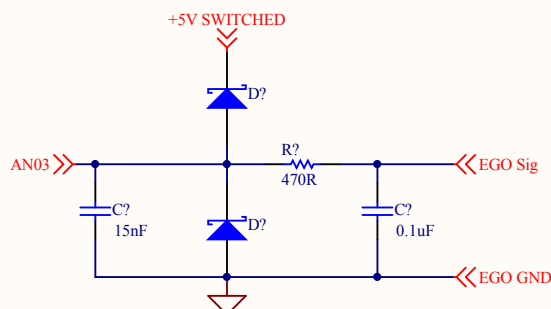 +5V SWITCHED
D?
R?
AN03
EGO Sig
470R
C?
D?
C?
15nF
0.1uF
EGO GND